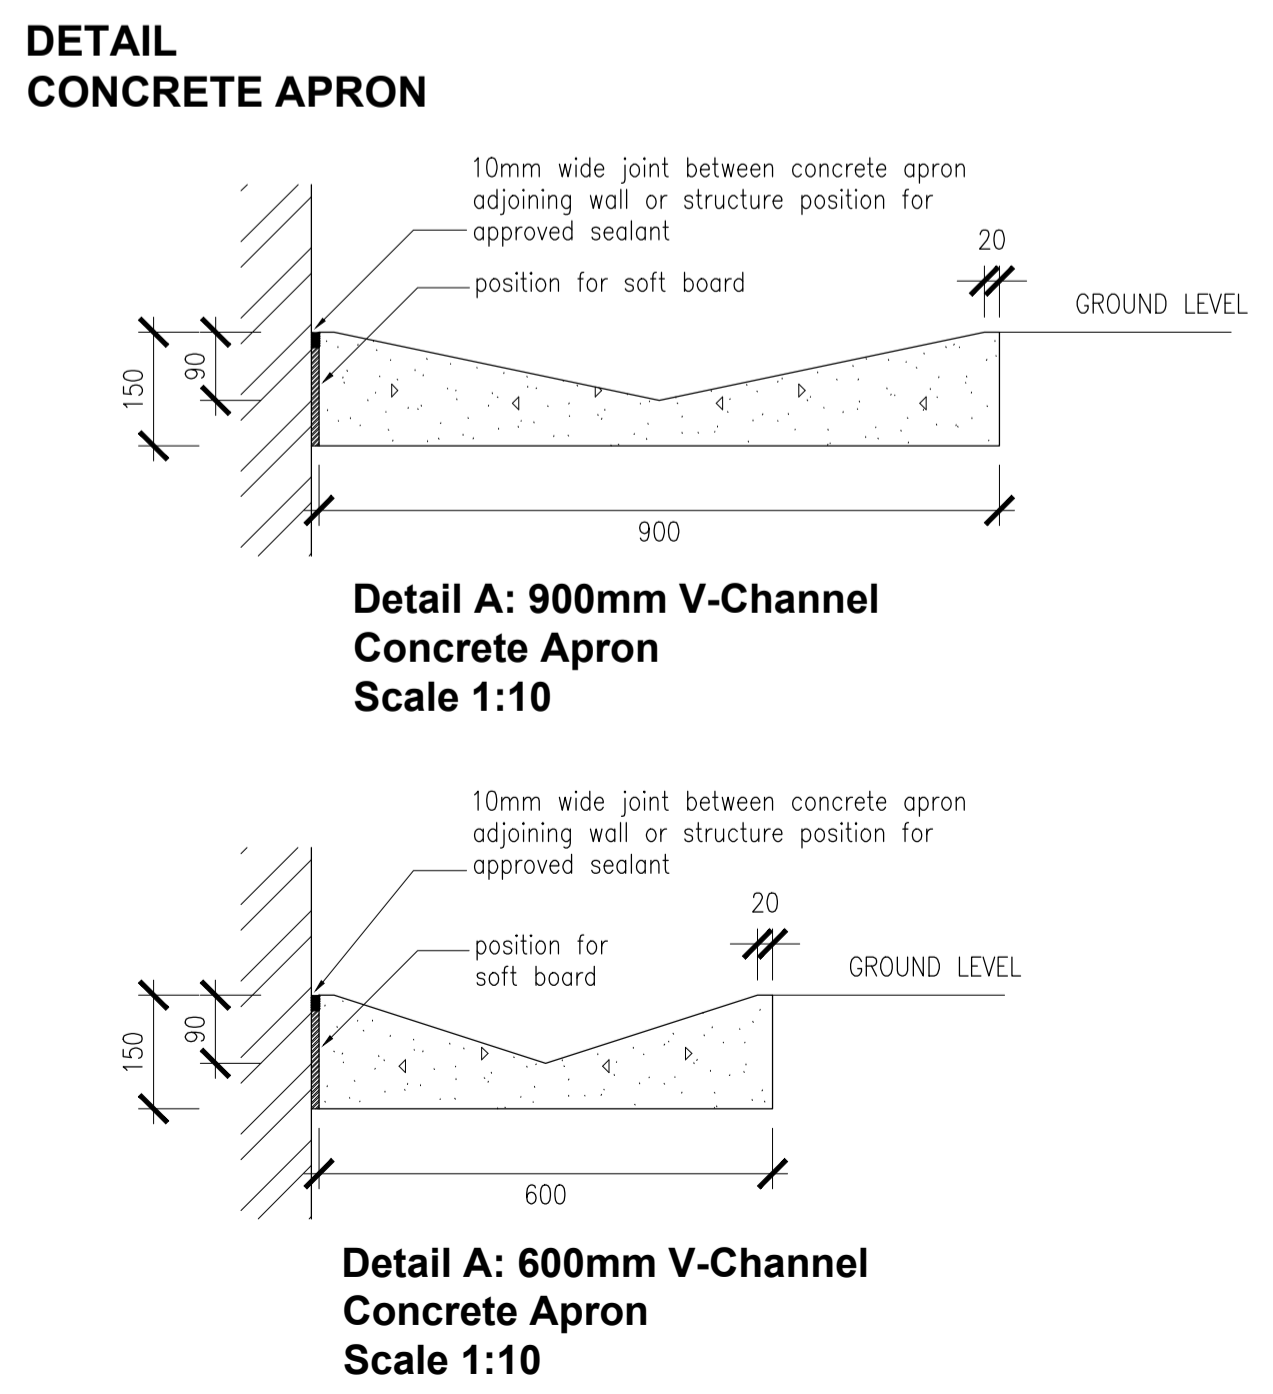 DETAIL
CONCRETE APRON
10mm wide joint between concrete apron
adjoining wall or structure position for
approved sealant
position for soft board
20
GROUND LEVEL
150
90
900
Detail A: 900mm V-Channel
Concrete Apron
Scale 1:10
10mm wide joint between concrete apron
adjoining wall or structure position for
approved sealant
position for
soft board
20
GROUND LEVEL
150
90
600
Detail A: 600mm V-Channel
Concrete Apron
Scale 1:10